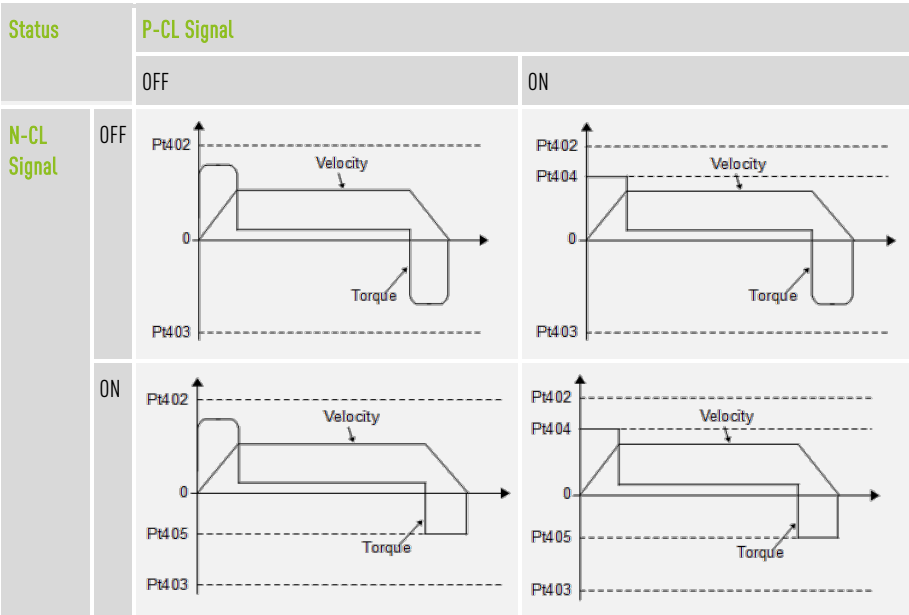 Status
P-CL Signal
OFF
ON
N-CL Signal
OFF
Pt402
Velocity
0
Torque
Pt403
Pt402
Pt404
Velocity
0
Torque
Pt403
ON
Pt402
Velocity
0
Pt405
Torque
Pt403
Pt402
Pt404
Velocity
0
Pt405
Torque
Pt403